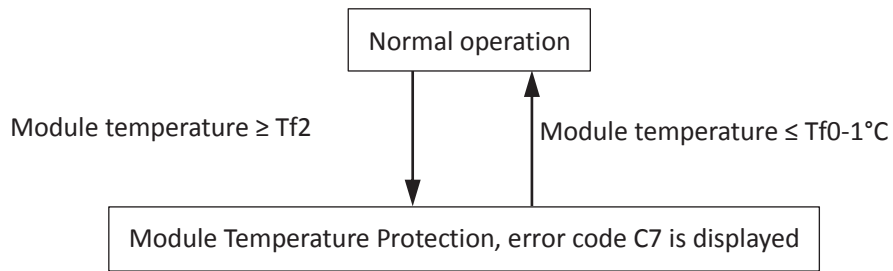 Normal operation
Module temperature ≥ Tf2
Module temperature ≤ Tf0-1°C
Module Temperature Protection, error code C7 is displayed